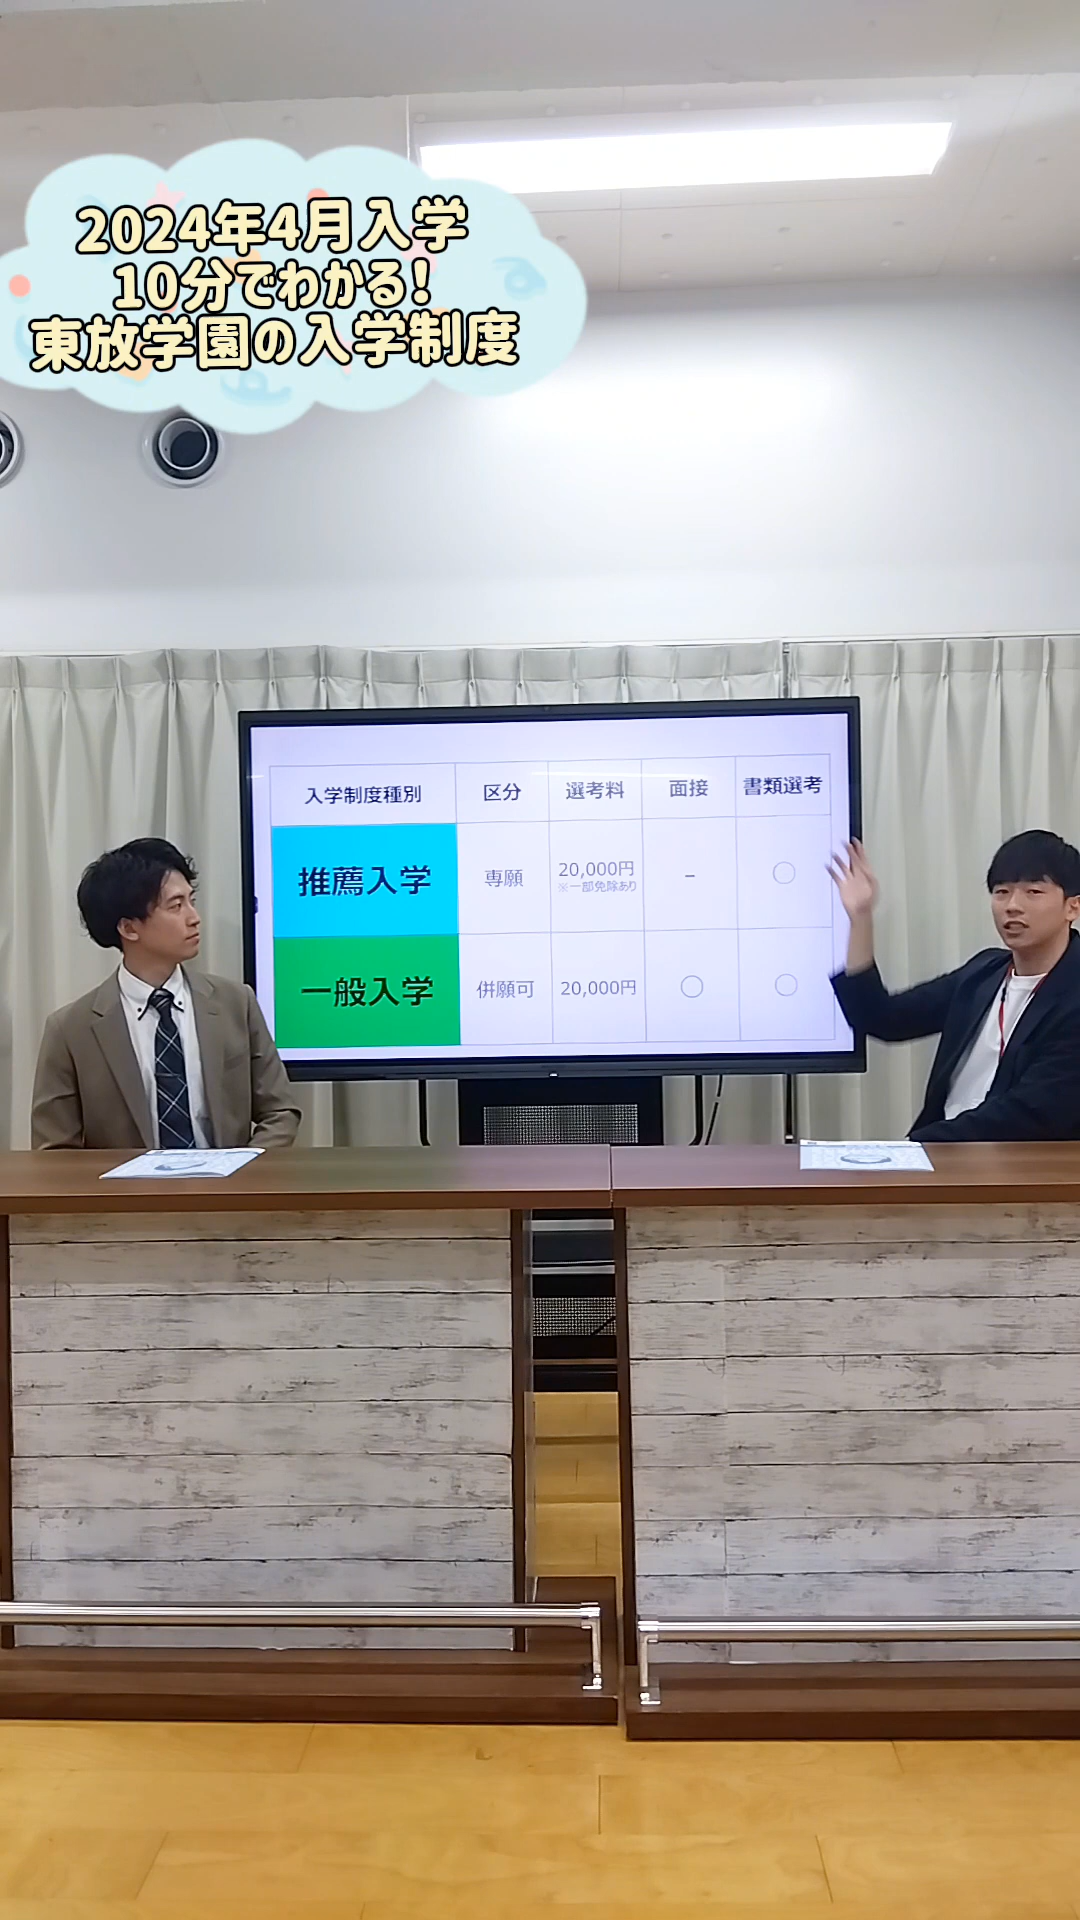 2024年4月入学
10分でわかる!
東放学園の入学制度
入学制度種別 区分 選考料 面接 書類選考
推薦入学 専願 20,000円 – ○
※一部免除あり
一般入学 併願可 20,000円 ○ ○